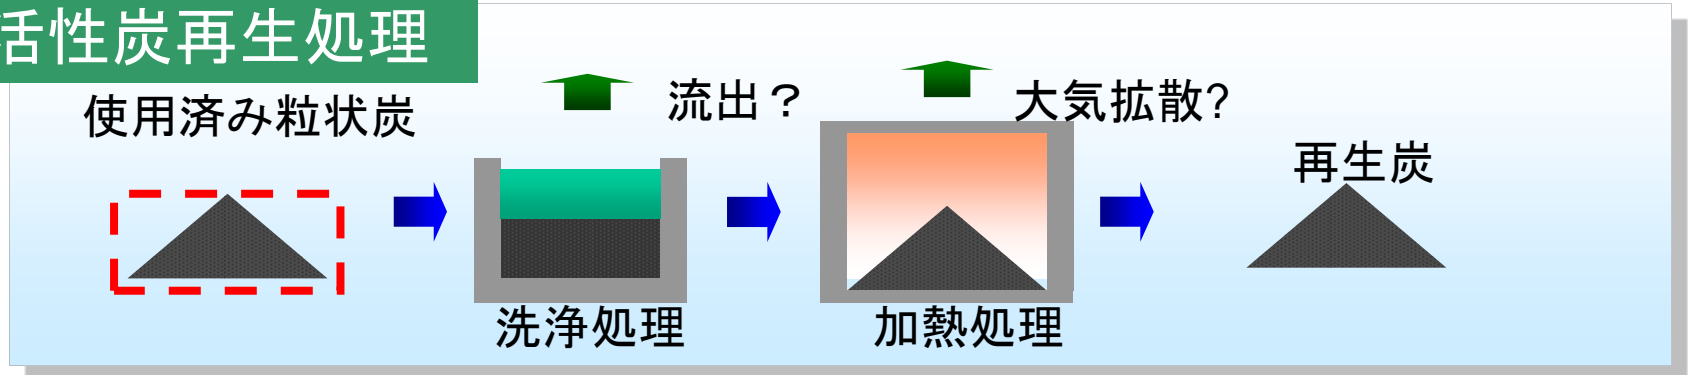 活性炭再生処理
使用済み粒状炭
流出？
大気拡散?
再生炭
洗浄処理
加熱処理